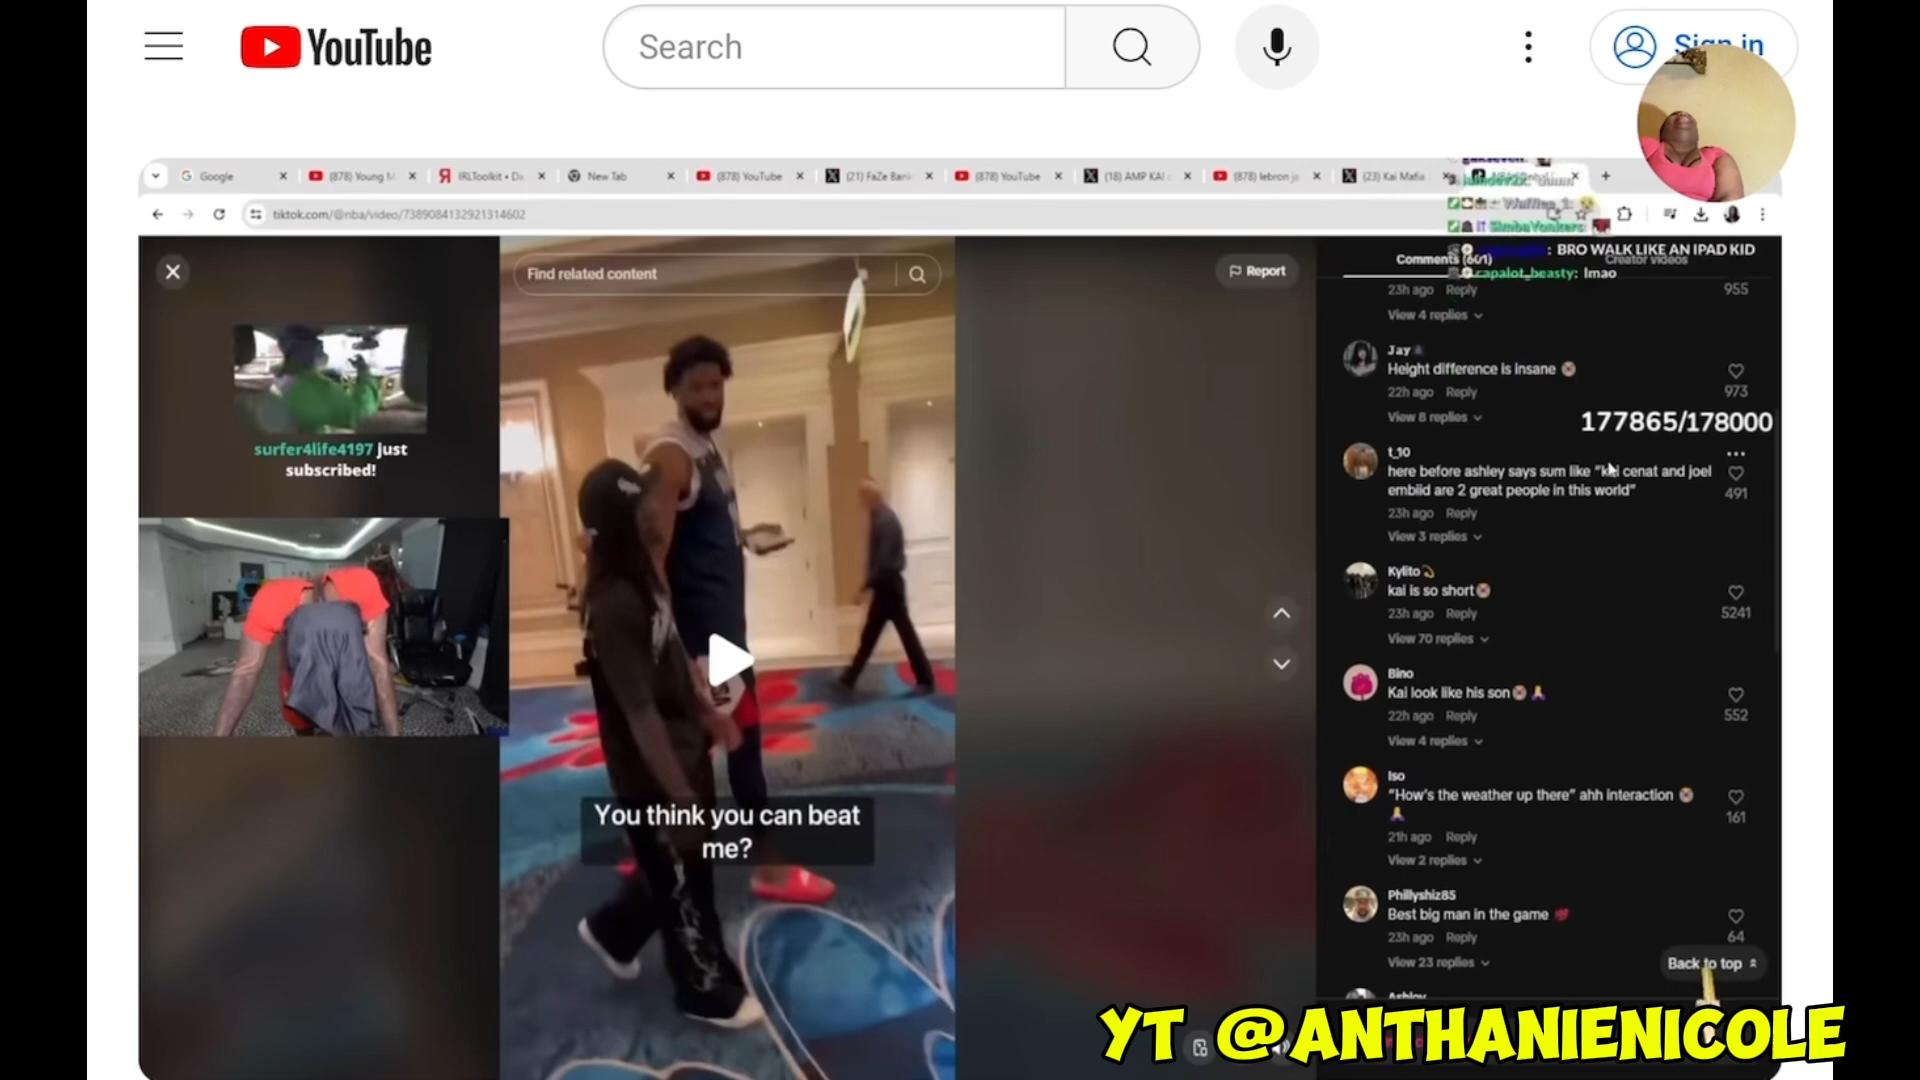 YouTube
Search
Sign in
Google
(878) Young M
IRLToolkit • Da
New Tab
(878) YouTube
(21) FaZe Bank
(878) YouTube
(18) AMP KAI
(878) lebron ja
(23) Kai Mafia
tiktok.com/@nba/video/7389084132921314602
Find related content
Report
Comments (601)
Creator videos
SimbaYonkers:
: BRO WALK LIKE AN IPAD KID
capalot_beasty: lmao
23h ago Reply
955
View 4 replies
Jay
Height difference is insane
22h ago Reply
973
View 8 replies
177865/178000
t_10
here before ashley says sum like "kai cenat and joel
embiid are 2 great people in this world"
491
23h ago Reply
View 3 replies
Kylito
kai is so short
23h ago Reply
5241
View 70 replies
Bino
Kai look like his son
22h ago Reply
552
View 4 replies
Iso
"How's the weather up there" ahh interaction
161
21h ago Reply
View 2 replies
Phillyshiz85
Best big man in the game
23h ago Reply
64
View 23 replies
Back to top
Ashley
surfer4life4197 just
subscribed!
You think you can beat
me?
YT @ANTHANIENICOLE